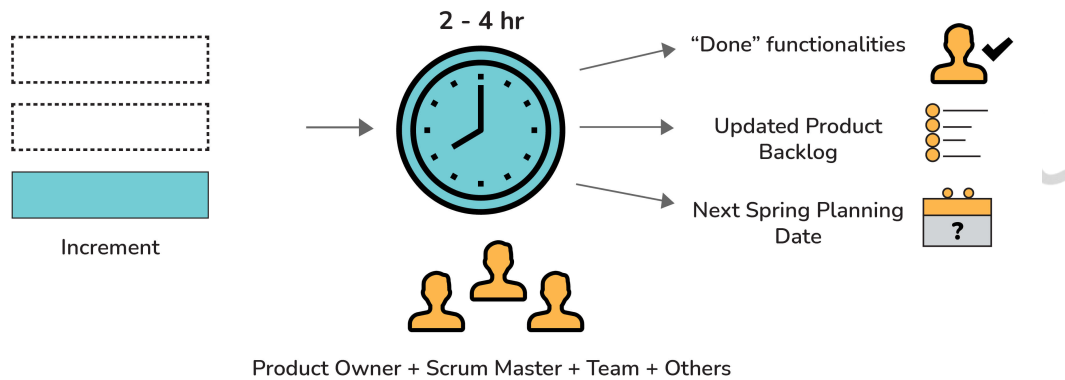 2 - 4 hr
“Done” functionalities
Updated Product
Backlog
Next Spring Planning
Date
?
Increment
Product Owner + Scrum Master + Team + Others